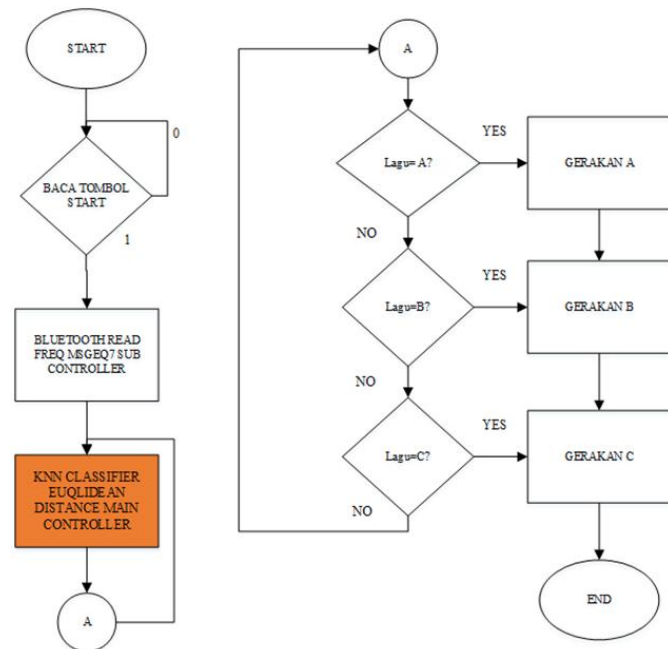 START
0
BACA TOMBOL
START
1
BLUETOOTH READ
FREQ MSGEQ7 SUB
CONTROLLER
KNN CLASSIFIER
EUQLIDEAN
DISTANCE MAIN
CONTROLLER
A
A
Lagu= A?
YES
GERAKAN A
NO
Lagu=B?
YES
GERAKAN B
NO
Lagu=C?
YES
GERAKAN C
NO
END